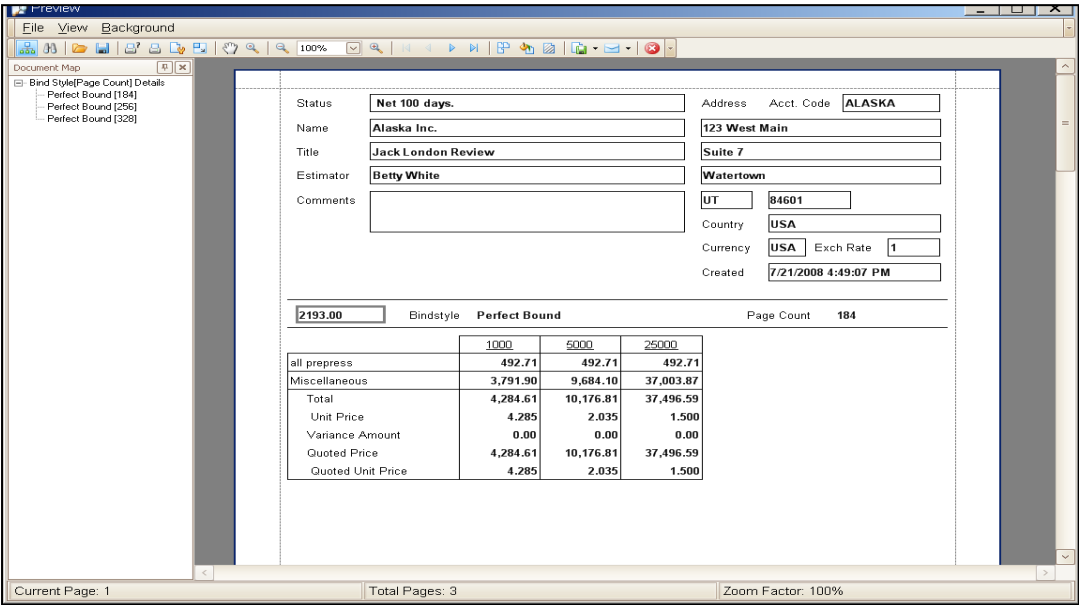 Preview
File View Background
100%
Document Map
Bind Style[Page Count] Details
Perfect Bound [184]
Perfect Bound [256]
Perfect Bound [328]
Status Net 100 days. Address Acct. Code ALASKA
Name Alaska Inc. 123 West Main
Title Jack London Review Suite 7
Estimator Betty White Watertown
Comments UT 84601
Country USA
Currency USA Exch Rate 1
Created 7/21/2008 4:49:07 PM
2193.00 Bindstyle Perfect Bound Page Count 184
1000 5000 25000
all prepress 492.71 492.71 492.71
Miscellaneous 3,791.90 9,684.10 37,003.87
Total 4,284.61 10,176.81 37,496.59
Unit Price 4.285 2.035 1.500
Variance Amount 0.00 0.00 0.00
Quoted Price 4,284.61 10,176.81 37,496.59
Quoted Unit Price 4.285 2.035 1.500
Current Page: 1 Total Pages: 3 Zoom Factor: 100%